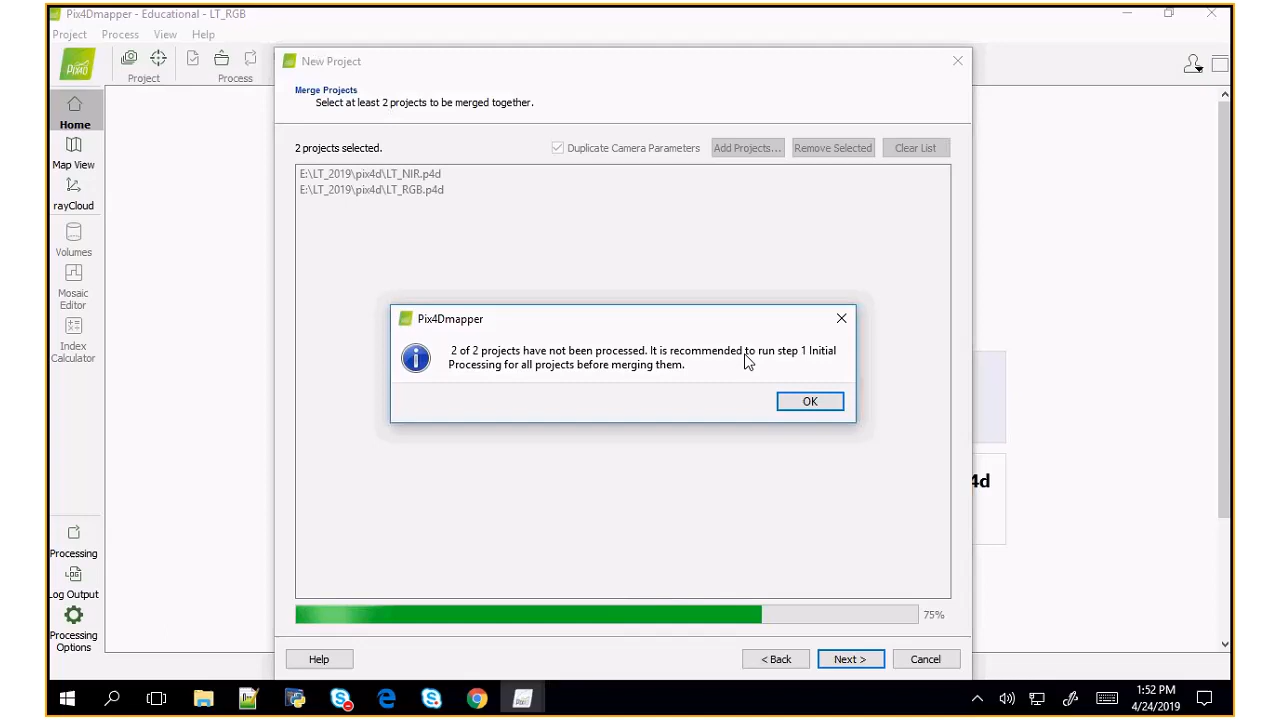 Pix4Dmapper - Educational - LT_RGB
Project Process View Help
PIX4D
Project
Process
Home
Map View
rayCloud
Volumes
Mosaic
Editor
Index
Calculator
Processing
Log Output
Processing
Options
New Project
Merge Projects
Select at least 2 projects to be merged together.
2 projects selected.
Duplicate Camera Parameters
Add Projects...
Remove Selected
Clear List
E:\LT_2019\pix4d\LT_NIR.p4d
E:\LT_2019\pix4d\LT_RGB.p4d
Pix4Dmapper
2 of 2 projects have not been processed. It is recommended to run step 1 Initial
Processing for all projects before merging them.
OK
4d
75%
Help
< Back
Next >
Cancel
1:52 PM
4/24/2019